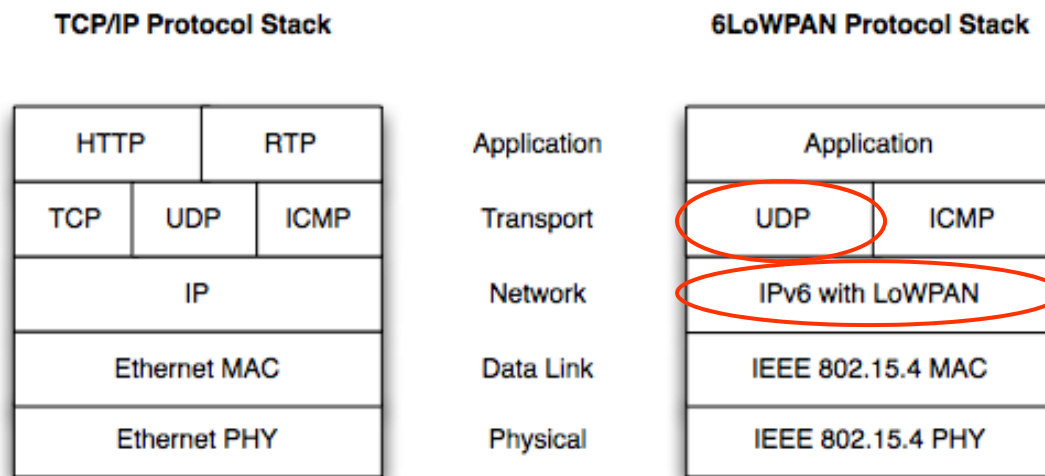 TCP/IP Protocol Stack 6LoWPAN Protocol Stack
HTTP RTP Application Application
TCP UDP ICMP Transport UDP ICMP
IP Network IPv6 with LoWPAN
Ethernet MAC Data Link IEEE 802.15.4 MAC
Ethernet PHY Physical IEEE 802.15.4 PHY